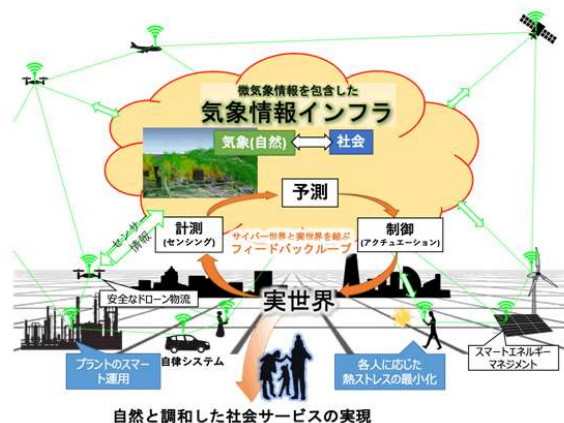 微気象情報を包含した
気象情報インフラ
気象(自然)
社会
予測
計測
(センシング)
サイバー世界と実世界を結ぶ
フィードバックループ
制御
(アクチュエーション)
センサ
情報
安全なドローン物流
実世界
プラントのスマー
ト運用
自律システム
各人に応じた
熱ストレスの最小化
スマートエネルギー
マネジメント
自然と調和した社会サービスの実現